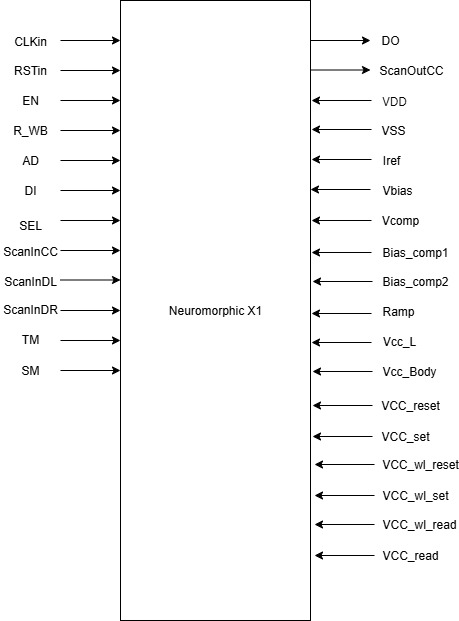 CLKin
RSTin
EN
R_WB
AD
DI
SEL
ScanInCC
ScanInDL
ScanInDR
TM
SM
Neuromorphic X1
DO
ScanOutCC
VDD
VSS
Iref
Vbias
Vcomp
Bias_comp1
Bias_comp2
Ramp
Vcc_L
Vcc_Body
VCC_reset
VCC_set
VCC_wl_reset
VCC_wl_set
VCC_wl_read
VCC_read